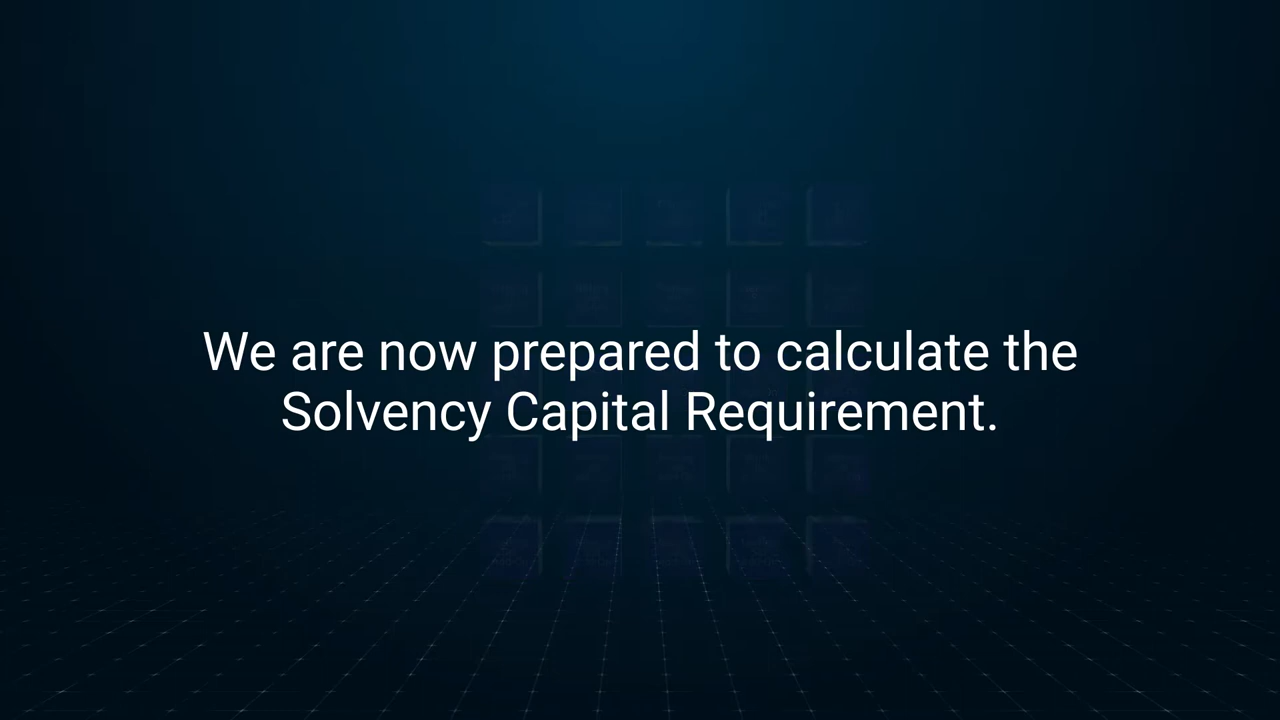 We are now prepared to calculate the
Solvency Capital Requirement.